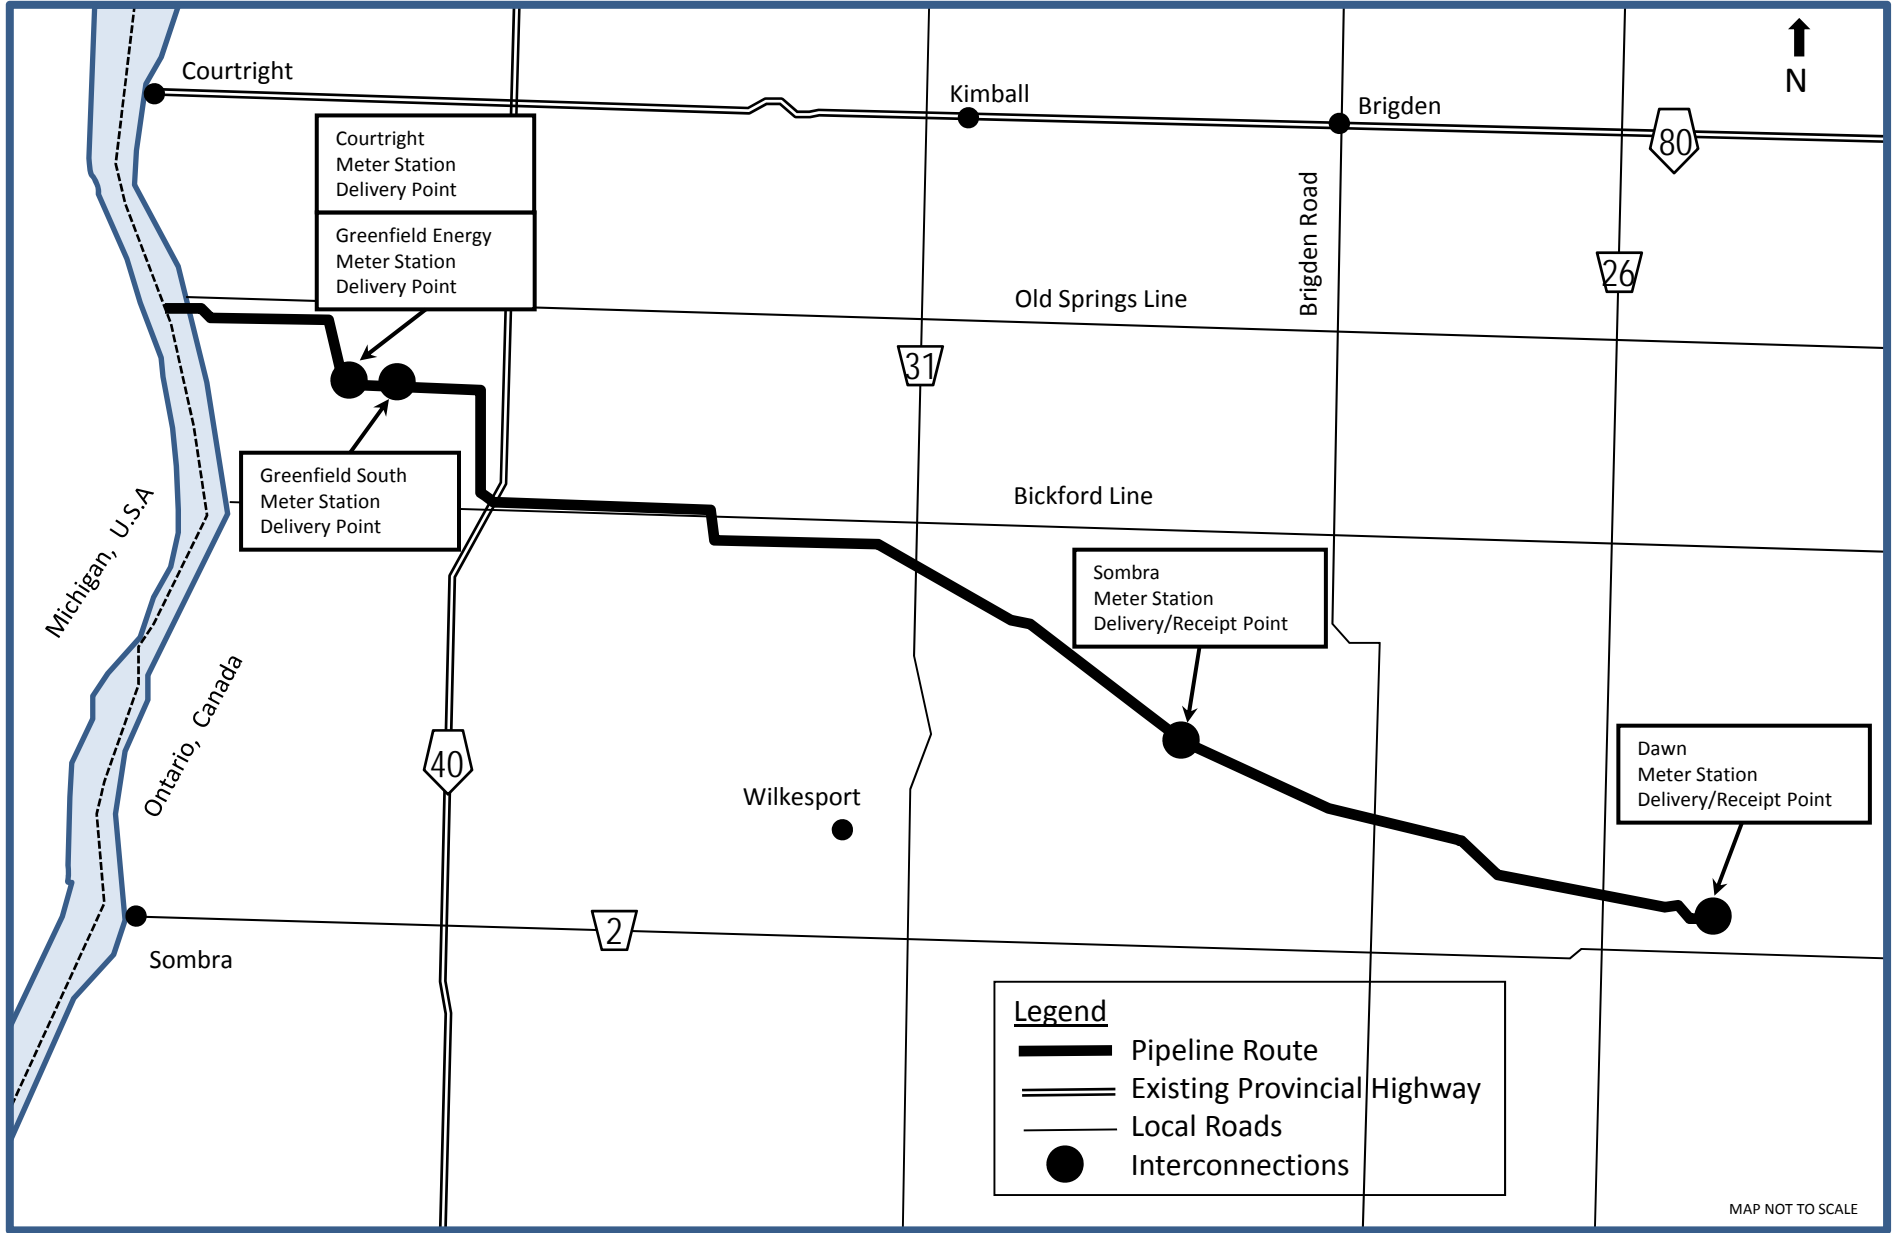 N
Courtright
Kimball
Brigden
80
Courtright
Meter Station
Delivery Point
Greenfield Energy
Meter Station
Delivery Point
Brigden Road
26
Old Springs Line
31
Greenfield South
Meter Station
Delivery Point
Bickford Line
Michigan, U.S.A
Ontario, Canada
Sombra
Meter Station
Delivery/Receipt Point
40
Wilkesport
Dawn
Meter Station
Delivery/Receipt Point
2
Sombra
Legend
Pipeline Route
Existing Provincial Highway
Local Roads
Interconnections
MAP NOT TO SCALE